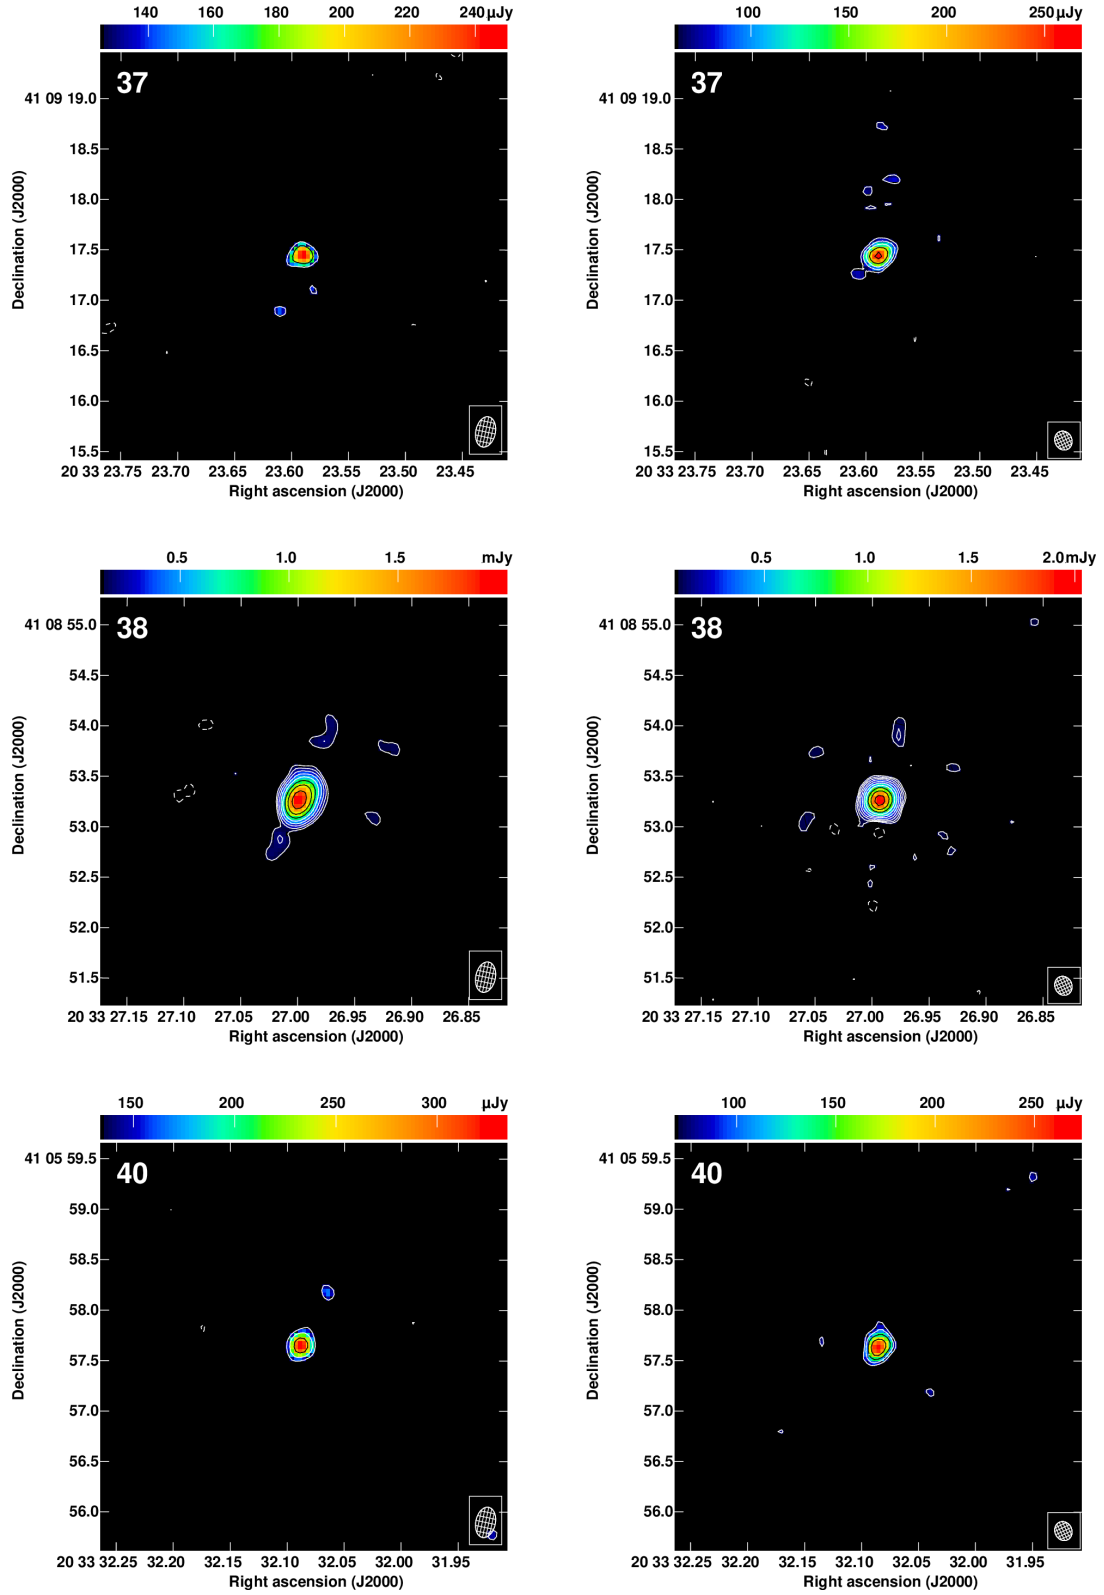 140 160 180 200 220 240 μJy
37
41 09 19.0
18.5
18.0
17.5
17.0
16.5
16.0
15.5
Declination (J2000)
20 33 23.75 23.70 23.65 23.60 23.55 23.50 23.45
Right ascension (J2000)
100 150 200 250 μJy
37
41 09 19.0
18.5
18.0
17.5
17.0
16.5
16.0
15.5
Declination (J2000)
20 33 23.75 23.70 23.65 23.60 23.55 23.50 23.45
Right ascension (J2000)
0.5 1.0 1.5 mJy
38
41 08 55.0
54.5
54.0
53.5
53.0
52.5
52.0
51.5
Declination (J2000)
20 33 27.15 27.10 27.05 27.00 26.95 26.90 26.85
Right ascension (J2000)
0.5 1.0 1.5 2.0 mJy
38
41 08 55.0
54.5
54.0
53.5
53.0
52.5
52.0
51.5
Declination (J2000)
20 33 27.15 27.10 27.05 27.00 26.95 26.90 26.85
Right ascension (J2000)
150 200 250 300 μJy
40
41 05 59.5
59.0
58.5
58.0
57.5
57.0
56.5
56.0
Declination (J2000)
20 33 32.25 32.20 32.15 32.10 32.05 32.00 31.95
Right ascension (J2000)
100 150 200 250 μJy
40
41 05 59.5
59.0
58.5
58.0
57.5
57.0
56.5
56.0
Declination (J2000)
20 33 32.25 32.20 32.15 32.10 32.05 32.00 31.95
Right ascension (J2000)